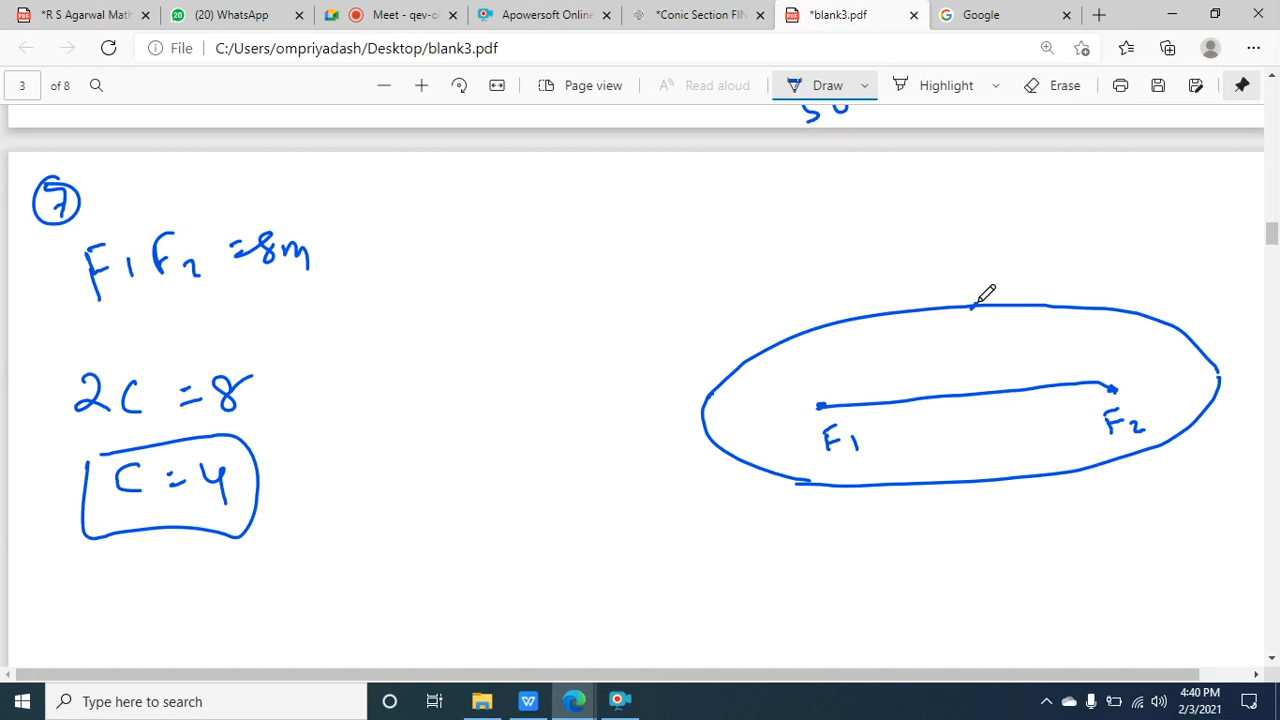 *R S Agarwal Math
(20) WhatsApp
Meet - qev-o
Apowersoft Online
*Conic Section FIN
*blank3.pdf
Google
File
C:/Users/ompriyadash/Desktop/blank3.pdf
3 of 8
Page view
Read aloud
Draw
Highlight
Erase
7
F1 F2 =8m
2C = 8
C = 4
F1
F2
Type here to search
4:40 PM
2/3/2021